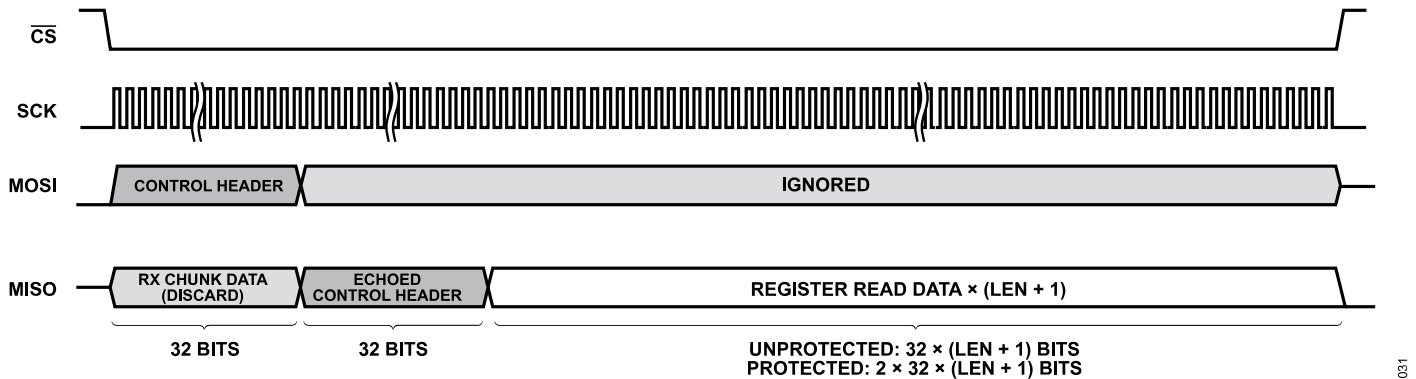 CS
SCK
MOSI
CONTROL HEADER
IGNORED
MISO
RX CHUNK DATA
(DISCARD)
ECHOED
CONTROL HEADER
REGISTER READ DATA × (LEN + 1)
32 BITS
32 BITS
UNPROTECTED: 32 × (LEN + 1) BITS
PROTECTED: 2 × 32 × (LEN + 1) BITS
031